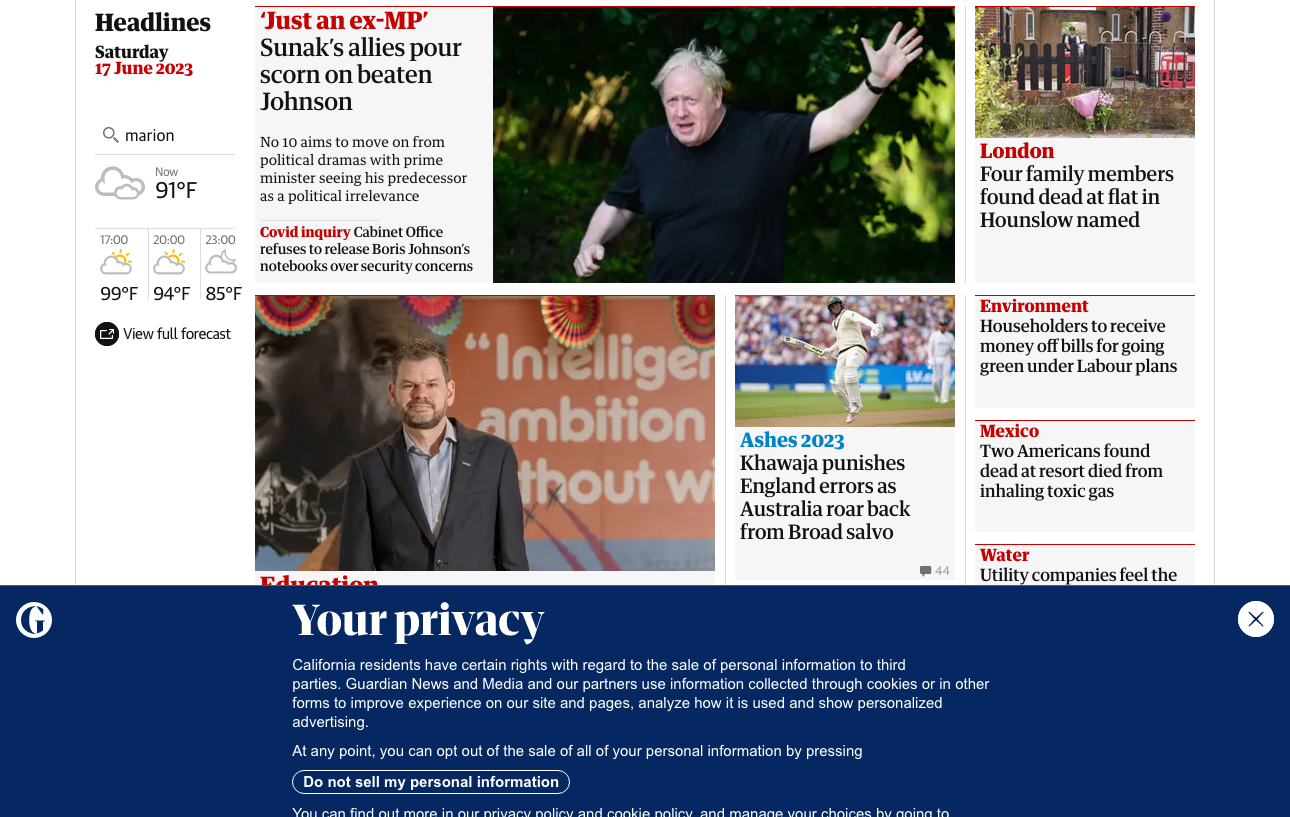 Headlines
Saturday
17 June 2023
marion
Now
91°F
17:00
20:00
23:00
99°F
94°F
85°F
View full forecast
‘Just an ex-MP’
Sunak’s allies pour
scorn on beaten
Johnson
No 10 aims to move on from
political dramas with prime
minister seeing his predecessor
as a political irrelevance
Covid inquiry Cabinet Office
refuses to release Boris Johnson’s
notebooks over security concerns
London
Four family members
found dead at flat in
Hounslow named
“Intelligen
ambition
thout wi
Education
Ashes 2023
Khawaja punishes
England errors as
Australia roar back
from Broad salvo
44
Environment
Householders to receive
money off bills for going
green under Labour plans
Mexico
Two Americans found
dead at resort died from
inhaling toxic gas
Water
Utility companies feel the
G
Your privacy
California residents have certain rights with regard to the sale of personal information to third
parties. Guardian News and Media and our partners use information collected through cookies or in other
forms to improve experience on our site and pages, analyze how it is used and show personalized
advertising.
At any point, you can opt out of the sale of all of your personal information by pressing
Do not sell my personal information
You can find out more in our privacy policy and cookie policy, and manage your choices by going to